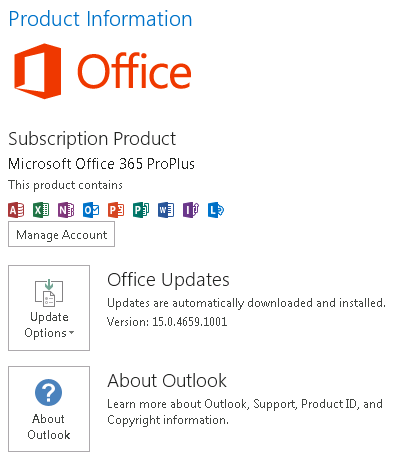 Product Information
Office
Subscription Product
Microsoft Office 365 ProPlus
This product contains
Manage Account
Update
Options
Office Updates
Updates are automatically downloaded and installed.
Version: 15.0.4659.1001
About
Outlook
About Outlook
Learn more about Outlook, Support, Product ID, and
Copyright information.